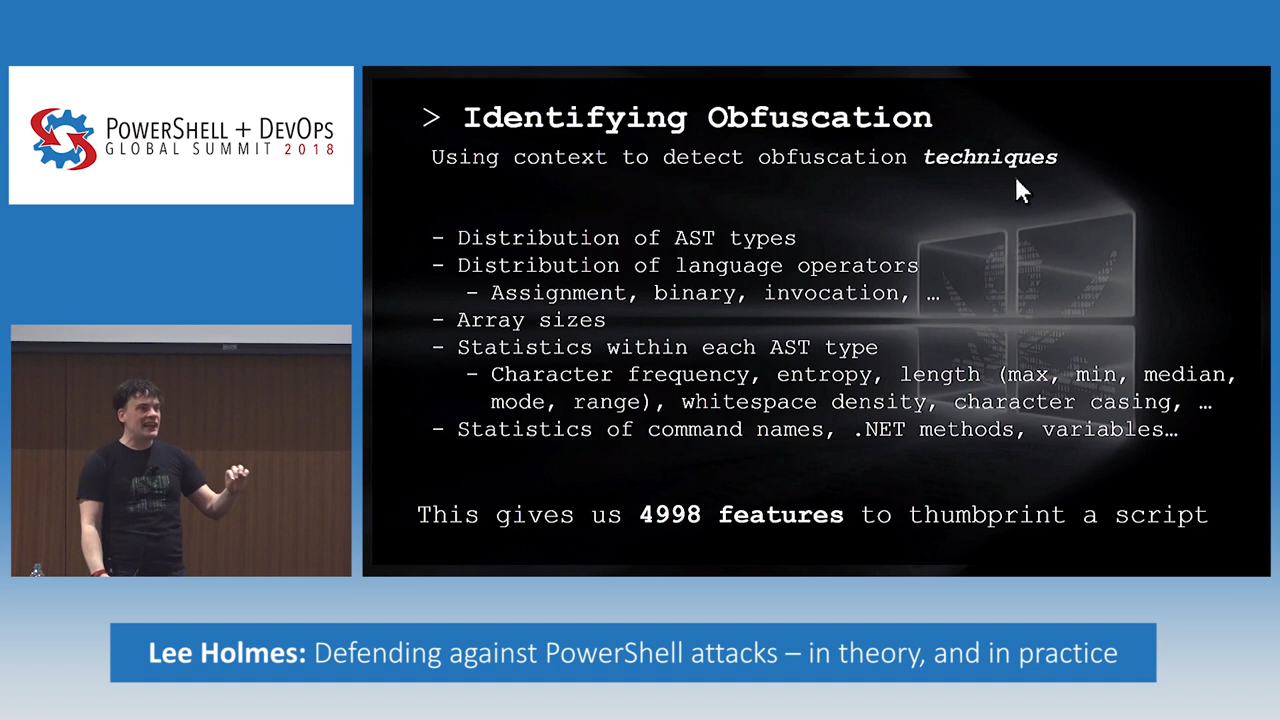 POWERSHELL + DEVOPS
GLOBAL SUMMIT 2018
> Identifying Obfuscation
Using context to detect obfuscation techniques
- Distribution of AST types
- Distribution of language operators
- Assignment, binary, invocation, …
- Array sizes
- Statistics within each AST type
- Character frequency, entropy, length (max, min, median,
mode, range), whitespace density, character casing, …
- Statistics of command names, .NET methods, variables…
This gives us 4998 features to thumbprint a script
Lee Holmes: Defending against PowerShell attacks – in theory, and in practice